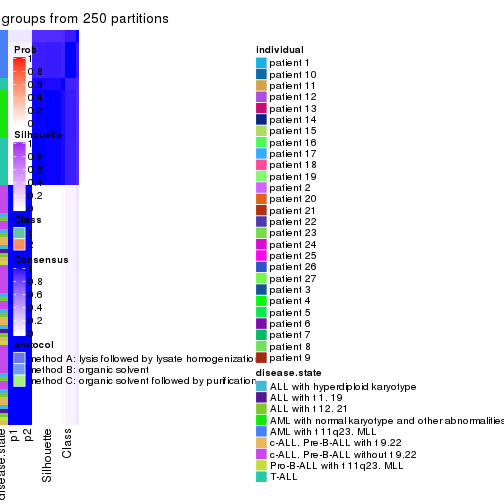 groups from 250 partitions
Prob
1
0.8
0.6
0.4
0.2
0
Silhouette
1
0.8
0.6
0.4
0.2
0
Class
1
2
Consensus
1
0.8
0.6
0.4
0.2
0
protocol
method A: lysis followed by lysate homogenizatio
method B: organic solvent
method C: organic solvent followed by purification
disease.state
p1
p2
Silhouette
Class
individual
patient 1
patient 10
patient 11
patient 12
patient 13
patient 14
patient 15
patient 16
patient 17
patient 18
patient 19
patient 2
patient 20
patient 21
patient 22
patient 23
patient 24
patient 25
patient 26
patient 27
patient 3
patient 4
patient 5
patient 6
patient 7
patient 8
patient 9
disease.state
ALL with hyperdiploid karyotype
ALL with t1. 19
ALL with t12. 21
AML with normal karyotype and other abnormalities
AML with t11q23. MLL
c-ALL. Pre-B-ALL with t9.22
c-ALL. Pre-B-ALL without t9.22
Pro-B-ALL with t11q23. MLL
T-ALL